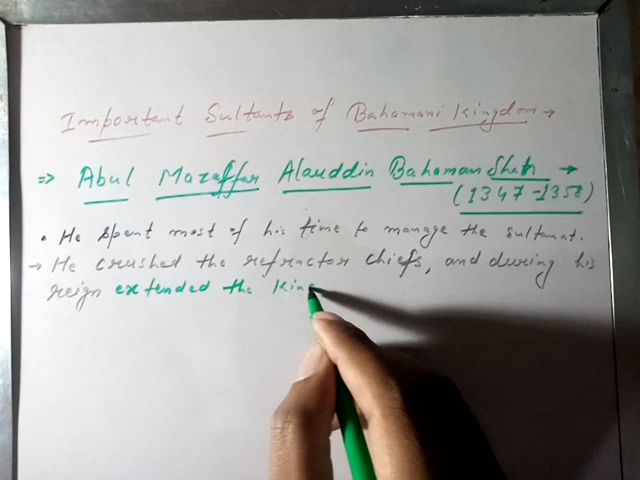 Important Sultants of Bahamani Kingdom →
⇒ Abul Mozaffar Alauddin Bahaman Shah →
(1347-1358)
• He spent most of his time to manage the sultanat.
→ He crushed the refractor chiefs, and during his
reign extended the King